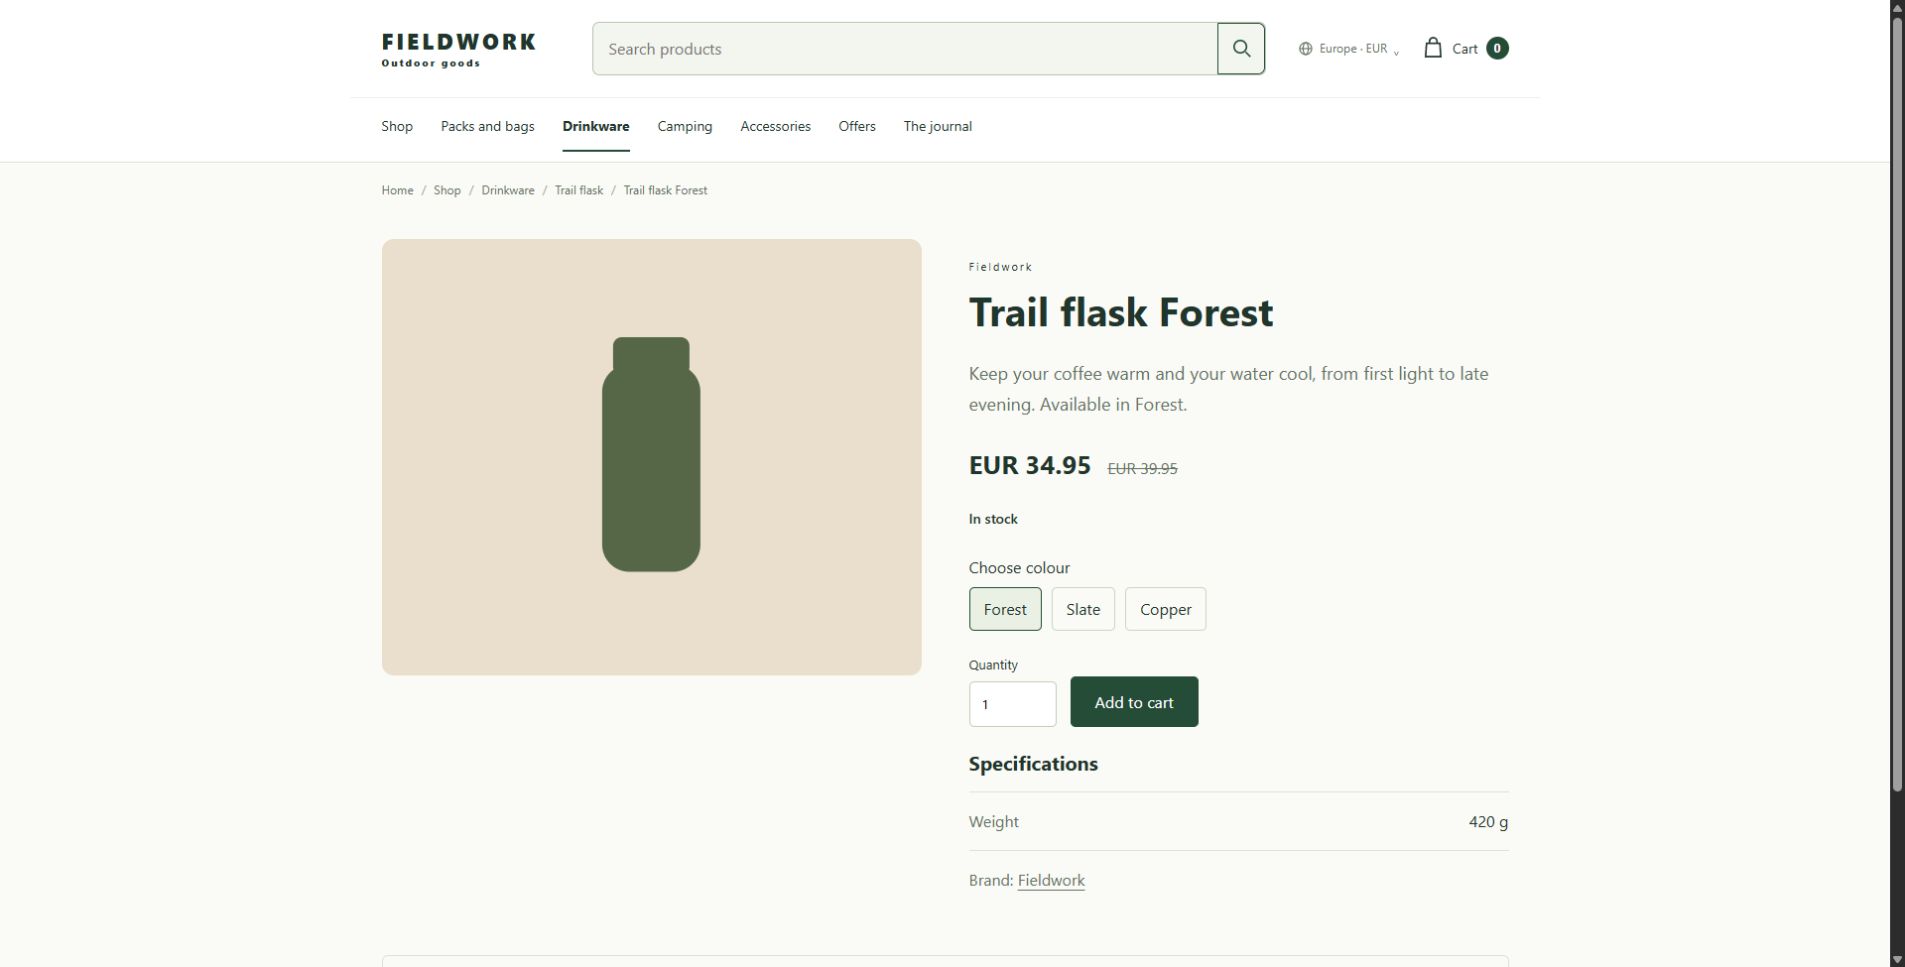 FIELDWORK
Outdoor goods
Search products
Europe · EUR
Cart 0
Shop Packs and bags Drinkware Camping Accessories Offers The journal
Home / Shop / Drinkware / Trail flask / Trail flask Forest
Fieldwork
Trail flask Forest
Keep your coffee warm and your water cool, from first light to late
evening. Available in Forest.
EUR 34.95 EUR 39.95
In stock
Choose colour
Forest Slate Copper
Quantity
1 Add to cart
Specifications
Weight 420 g
Brand: Fieldwork